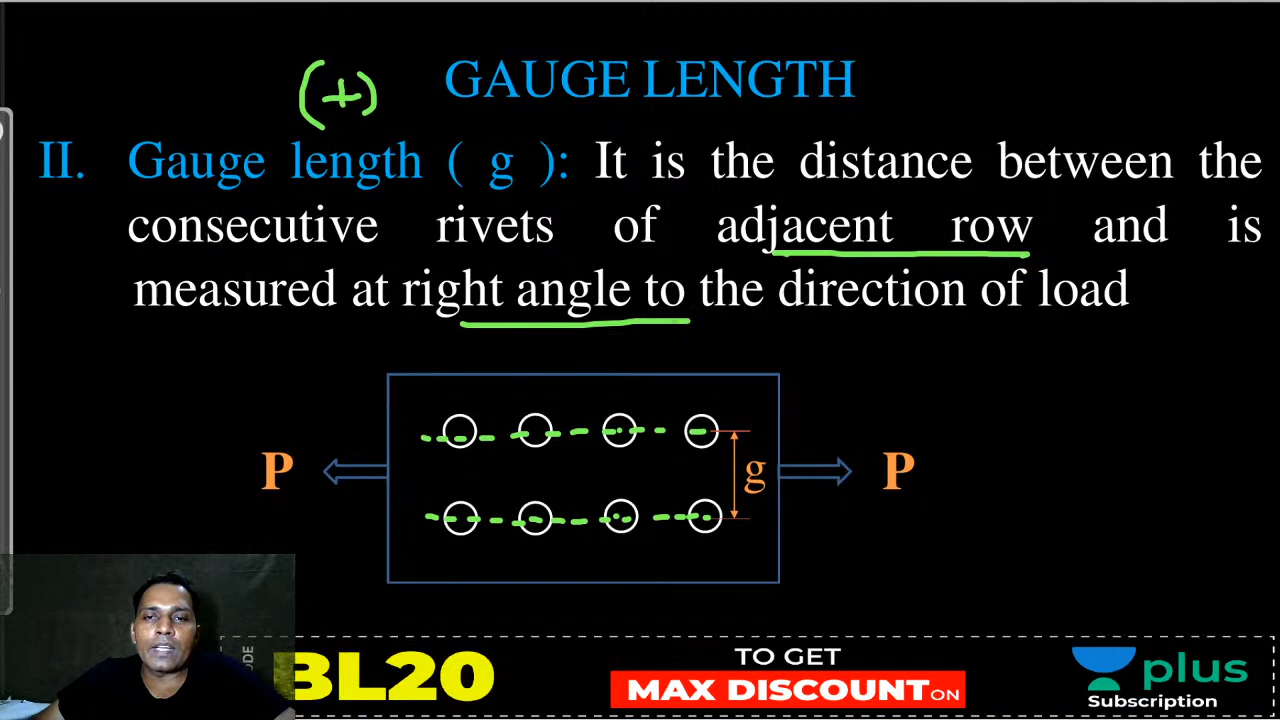 (+)
GAUGE LENGTH
II. Gauge length ( g ): It is the distance between the
consecutive rivets of adjacent row and is
measured at right angle to the direction of load
P
g
P
BL20
TO GET
MAX DISCOUNT ON
plus
Subscription